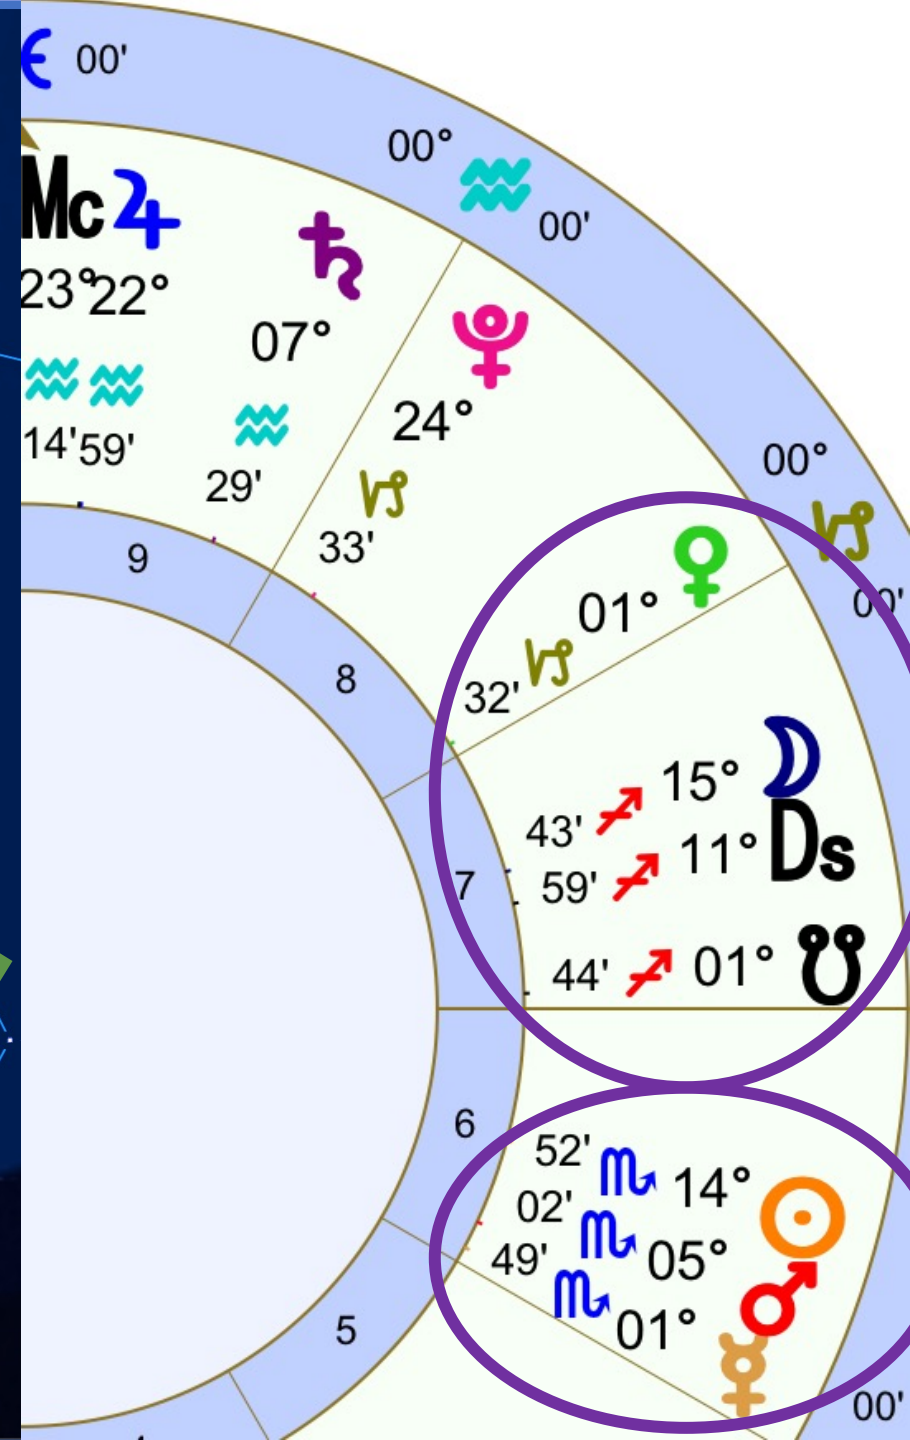 ♓ 00'
00° ♒ 00'
Mc ♃ ♄
23° 22° 07°
♒ ♒ ♒
14' 59' 29'
♇
24°
♑
33'
00° ♑ 00'
♀
01°
♑
32'
9
8
43' ♐ 15° ☽
59' ♐ 11° Ds
7
44' ♐ 01° ☋
6
52' ♏ 14° ☉
02' ♏ 05° ♂
49' ♏ 01° ☿
5
00'